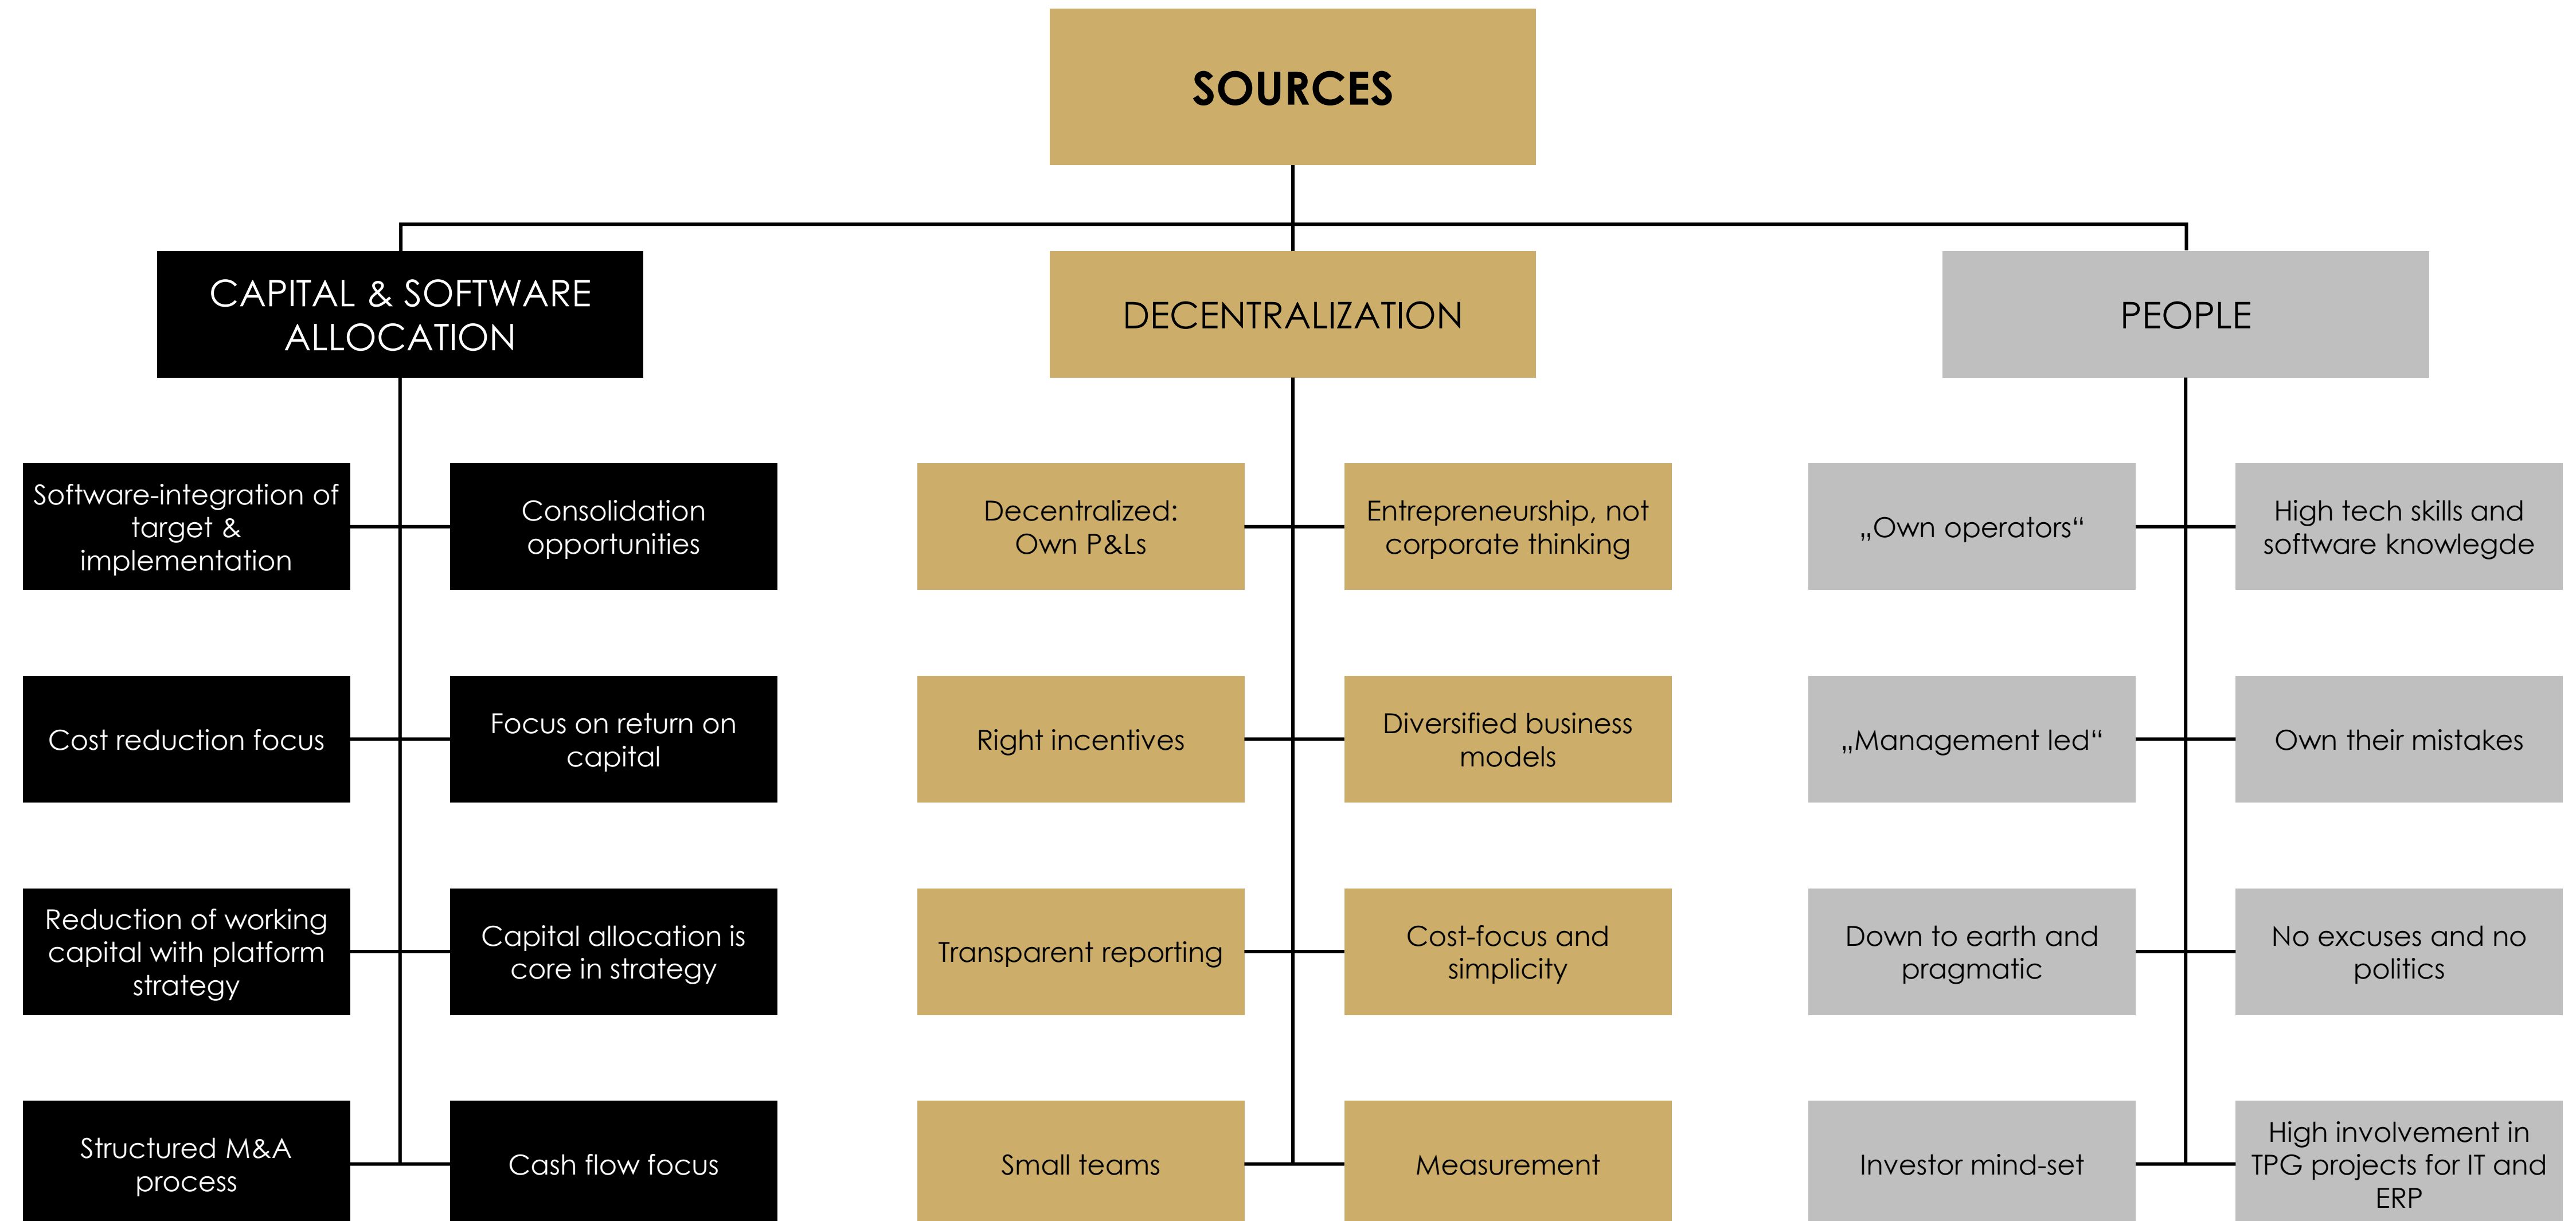 SOURCES
CAPITAL & SOFTWARE
ALLOCATION
DECENTRALIZATION
PEOPLE
Software-integration of
target &
implementation
Consolidation
opportunities
Decentralized:
Own P&Ls
Entrepreneurship, not
corporate thinking
„Own operators“
High tech skills and
software knowlegde
Cost reduction focus
Focus on return on
capital
Right incentives
Diversified business
models
„Management led“
Own their mistakes
Reduction of working
capital with platform
strategy
Capital allocation is
core in strategy
Transparent reporting
Cost-focus and
simplicity
Down to earth and
pragmatic
No excuses and no
politics
Structured M&A
process
Cash flow focus
Small teams
Measurement
Investor mind-set
High involvement in
TPG projects for IT and
ERP